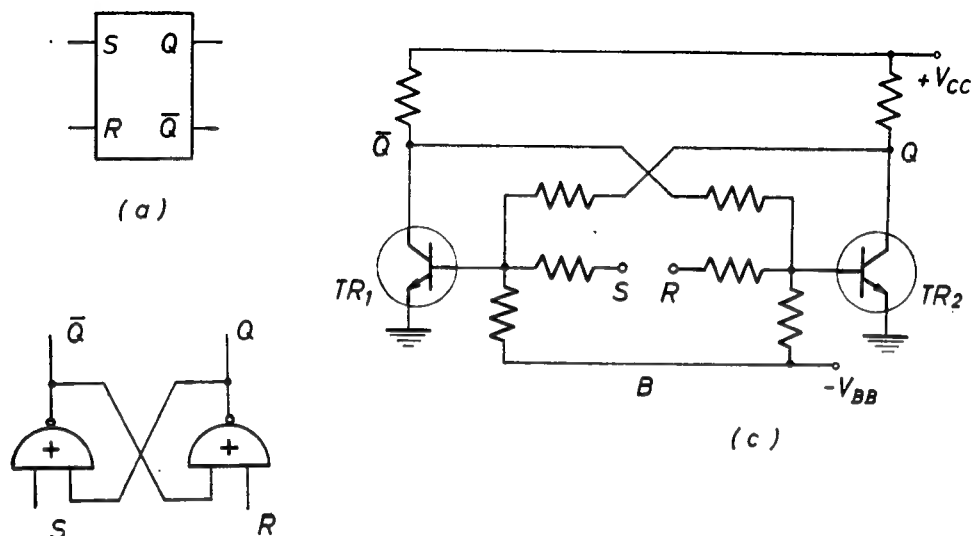 S Q
R Q̅
(a)
+VCC
Q̅ Q
TR1 S R TR2
B
-VBB
(c)
Q̅ Q
+ +
S R